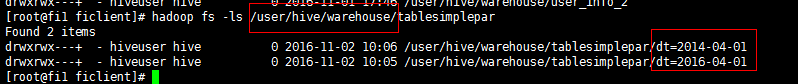 drwxrwx---+  - hiveuser hive          0 2016-11-01 17:46 /user/hive/warehouse/user_info_2
[root@fi1 ficlient]# hadoop fs -ls /user/hive/warehouse/tablesimplepar
Found 2 items
drwxrwx---+  - hiveuser hive          0 2016-11-02 10:06 /user/hive/warehouse/tablesimplepar/dt=2014-04-01
drwxrwx---+  - hiveuser hive          0 2016-11-02 10:05 /user/hive/warehouse/tablesimplepar/dt=2016-04-01
[root@fi1 ficlient]#